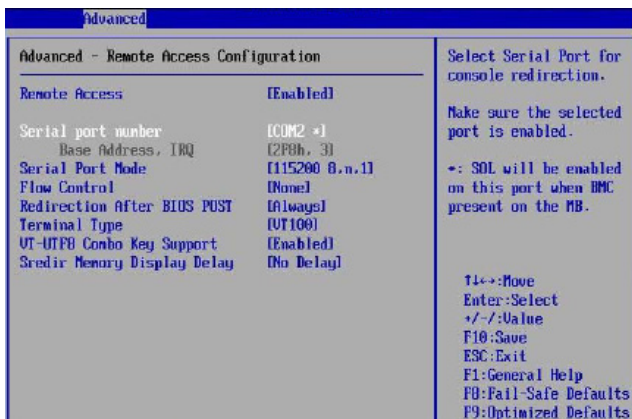 Advanced
Advanced - Remote Access Configuration
Remote Access [Enabled]
Serial port number [COM2 *]
Base Address, IRQ [2F8h, 3]
Serial Port Mode [115200 8,n,1]
Flow Control [None]
Redirection After BIOS POST [Always]
Terminal Type [VT100]
VT-UTF8 Combo Key Support [Enabled]
Sredir Memory Display Delay [No Delay]
Select Serial Port for
console redirection.
Make sure the selected
port is enabled.
*: SOL will be enabled
on this port when BMC
present on the MB.
↑↓←→:Move
Enter:Select
+/-/:Value
F10:Save
ESC:Exit
F1:General Help
F8:Fail-Safe Defaults
F9:Optimized Defaults